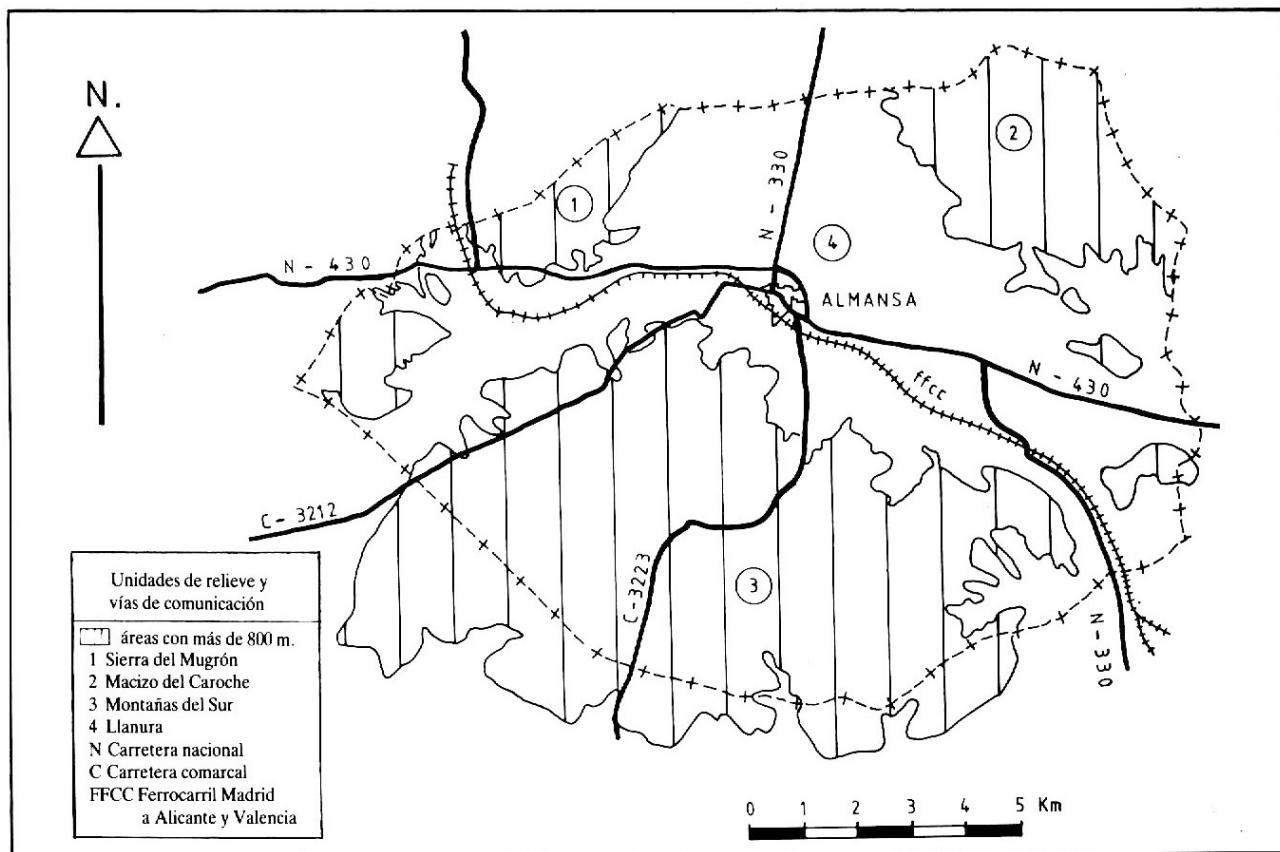 N.
N - 330
2
1
4
N - 430
ALMANSA
ffcc
N - 430
C - 3212
C-3223
3
N-330
Unidades de relieve y
vías de comunicación
áreas con más de 800 m.
1 Sierra del Mugrón
2 Macizo del Caroche
3 Montañas del Sur
4 Llanura
N Carretera nacional
C Carretera comarcal
FFCC Ferrocarril Madrid
a Alicante y Valencia
0 1 2 3 4 5 Km